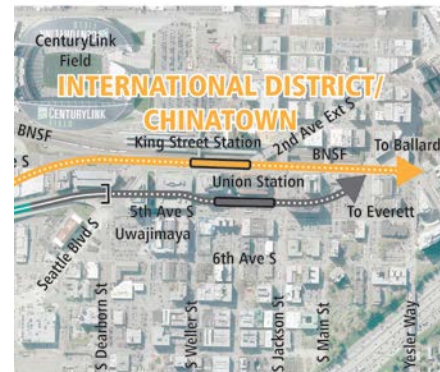 CenturyLink
Field
CENTURYLINK
INTERNATIONAL DISTRICT/
CHINATOWN
BNSF
King Street Station
2nd Ave Ext S
BNSF
To Ballard
e S
Union Station
5th Ave S
Uwajimaya
To Everett
Seattle Blvd S
6th Ave S
S Dearborn St
S Weller St
S Jackson St
S Main St
Yesler Way